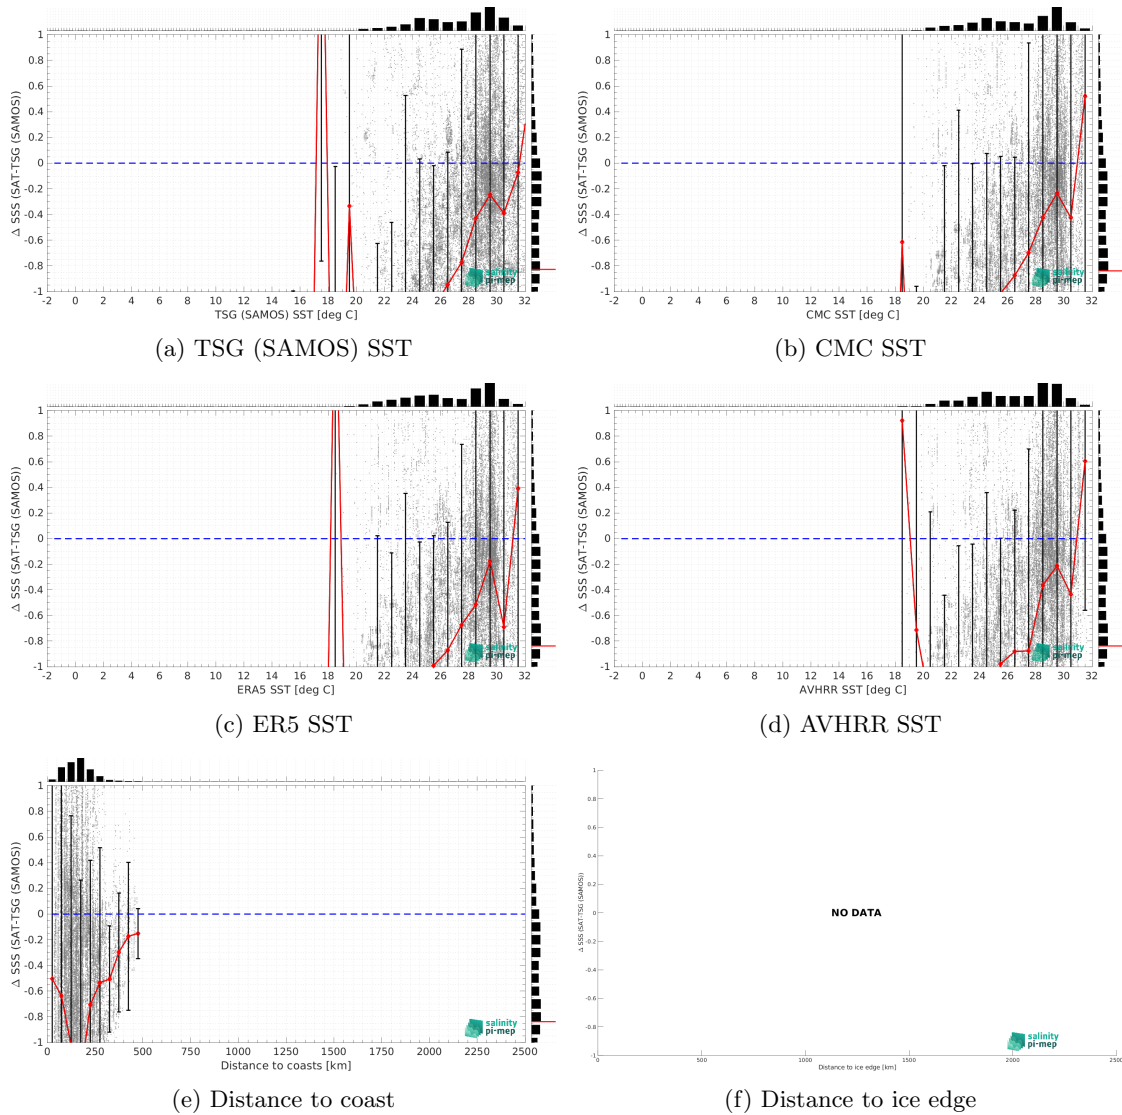 1
0.8
0.6
0.4
0.2
0
-0.2
-0.4
-0.6
-0.8
-1
Δ SSS (SAT-TSG (SAMOS))
salinity
pi-mep
-2 0 2 4 6 8 10 12 14 16 18 20 22 24 26 28 30 32
TSG (SAMOS) SST [deg C]
(a) TSG (SAMOS) SST
1
0.8
0.6
0.4
0.2
0
-0.2
-0.4
-0.6
-0.8
-1
Δ SSS (SAT-TSG (SAMOS))
salinity
pi-mep
-2 0 2 4 6 8 10 12 14 16 18 20 22 24 26 28 30 32
CMC SST [deg C]
(b) CMC SST
1
0.8
0.6
0.4
0.2
0
-0.2
-0.4
-0.6
-0.8
-1
Δ SSS (SAT-TSG (SAMOS))
salinity
pi-mep
-2 0 2 4 6 8 10 12 14 16 18 20 22 24 26 28 30 32
ERA5 SST [deg C]
(c) ER5 SST
1
0.8
0.6
0.4
0.2
0
-0.2
-0.4
-0.6
-0.8
-1
Δ SSS (SAT-TSG (SAMOS))
salinity
pi-mep
-2 0 2 4 6 8 10 12 14 16 18 20 22 24 26 28 30 32
AVHRR SST [deg C]
(d) AVHRR SST
1
0.8
0.6
0.4
0.2
0
-0.2
-0.4
-0.6
-0.8
-1
Δ SSS (SAT-TSG (SAMOS))
salinity
pi-mep
0 250 500 750 1000 1250 1500 1750 2000 2250 2500
Distance to coasts [km]
(e) Distance to coast
1
0.8
0.6
0.4
0.2
0
-0.2
-0.4
-0.6
-0.8
-1
Δ SSS (SAT-TSG (SAMOS))
NO DATA
salinity
pi-mep
0 500 1000 1500 2000 2500
Distance to ice edge [km]
(f) Distance to ice edge